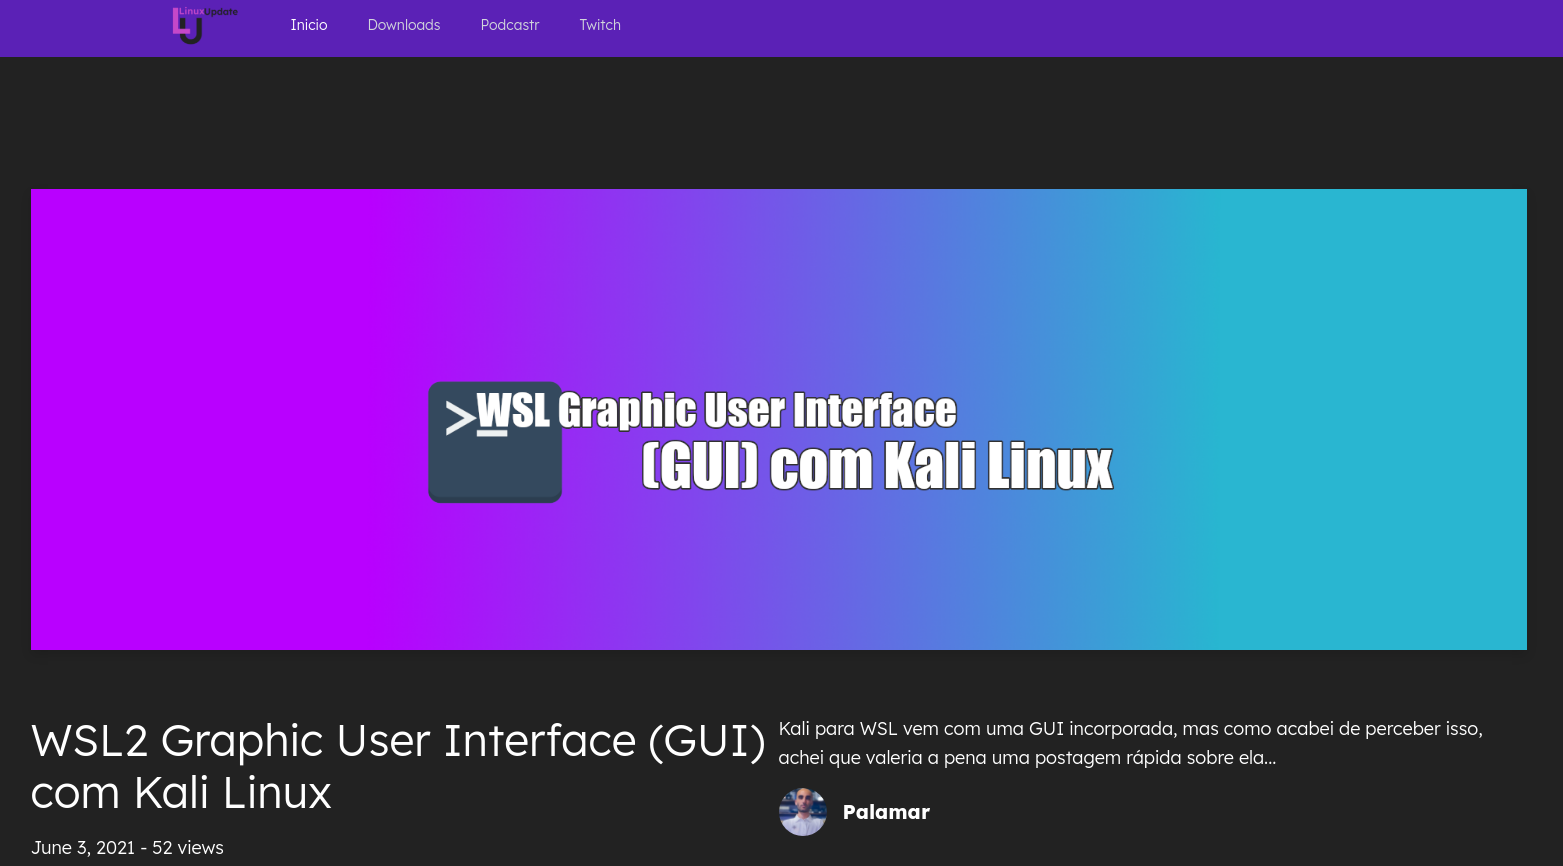 LinuxUpdate
Inicio
Downloads
Podcastr
Twitch
>WSL Graphic User Interface
(GUI) com Kali Linux
WSL2 Graphic User Interface (GUI)
com Kali Linux
June 3, 2021 - 52 views
Kali para WSL vem com uma GUI incorporada, mas como acabei de perceber isso,
achei que valeria a pena uma postagem rápida sobre ela...
Palamar